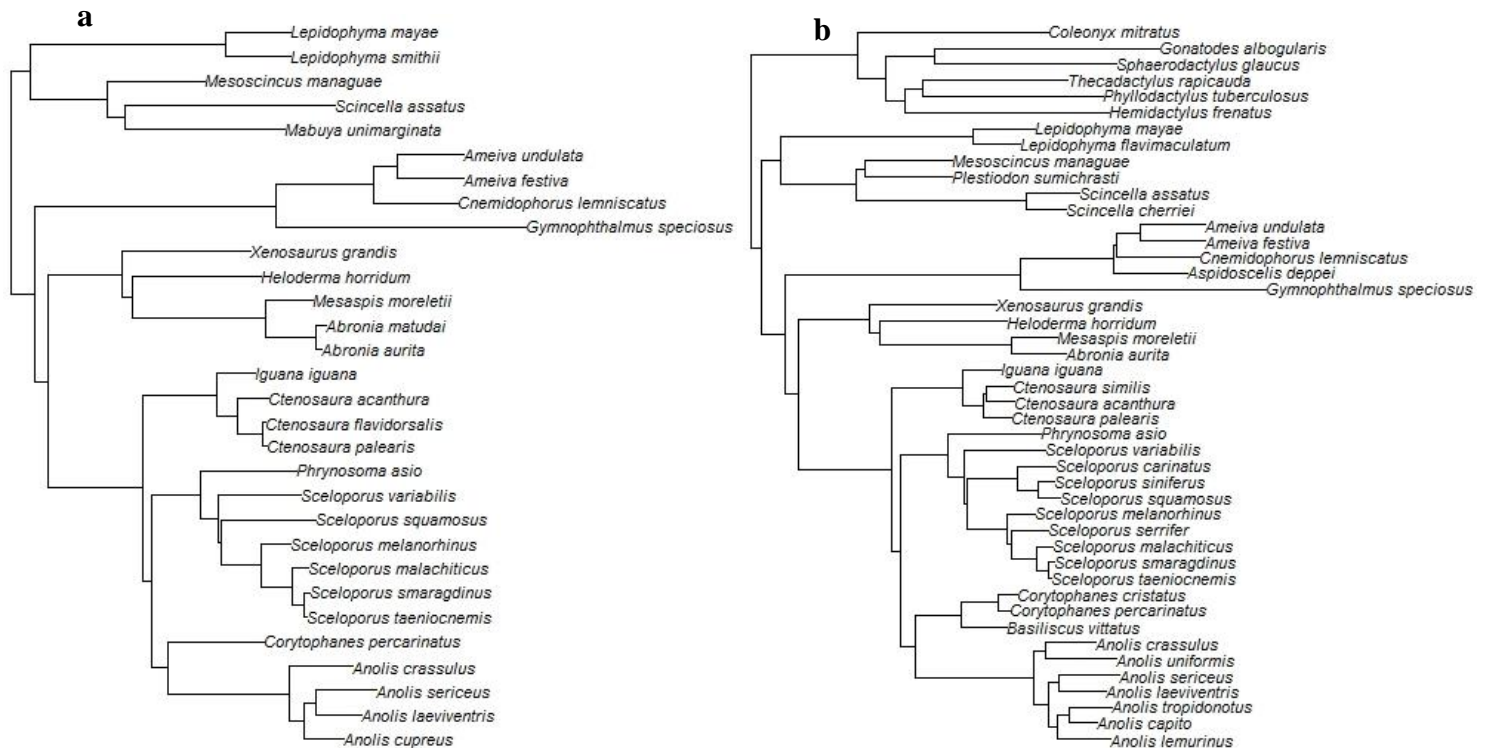 a
Lepidophyma mayae
Lepidophyma smithii
Mesoscincus managuae
Scincella assatus
Mabuya unimarginata
Ameiva undulata
Ameiva festiva
Cnemidophorus lemniscatus
Gymnophthalmus speciosus
Xenosaurus grandis
Heloderma horridum
Mesaspis moreletii
Abronia matudai
Abronia aurita
Iguana iguana
Ctenosaura acanthura
Ctenosaura flavidorsalis
Ctenosaura palearis
Phrynosoma asio
Sceloporus variabilis
Sceloporus squamosus
Sceloporus melanorhinus
Sceloporus malachiticus
Sceloporus smaragdinus
Sceloporus taeniocnemis
Corytophanes percarinatus
Anolis crassulus
Anolis sericeus
Anolis laeviventris
Anolis cupreus
b
Coleonyx mitratus
Gonatodes albogularis
Sphaerodactylus glaucus
Thecadactylus rapicauda
Phyllodactylus tuberculosus
Hemidactylus frenatus
Lepidophyma mayae
Lepidophyma flavimaculatum
Mesoscincus managuae
Plestiodon sumichrasti
Scincella assatus
Scincella cherriei
Ameiva undulata
Ameiva festiva
Cnemidophorus lemniscatus
Aspidoscelis deppei
Gymnophthalmus speciosus
Xenosaurus grandis
Heloderma horridum
Mesaspis moreletii
Abronia aurita
Iguana iguana
Ctenosaura similis
Ctenosaura acanthura
Ctenosaura palearis
Phrynosoma asio
Sceloporus variabilis
Sceloporus carinatus
Sceloporus siniferus
Sceloporus squamosus
Sceloporus melanorhinus
Sceloporus serrifer
Sceloporus malachiticus
Sceloporus smaragdinus
Sceloporus taeniocnemis
Corytophanes cristatus
Corytophanes percarinatus
Basiliscus vittatus
Anolis crassulus
Anolis uniformis
Anolis sericeus
Anolis laeviventris
Anolis tropidonotus
Anolis capito
Anolis lemurinus